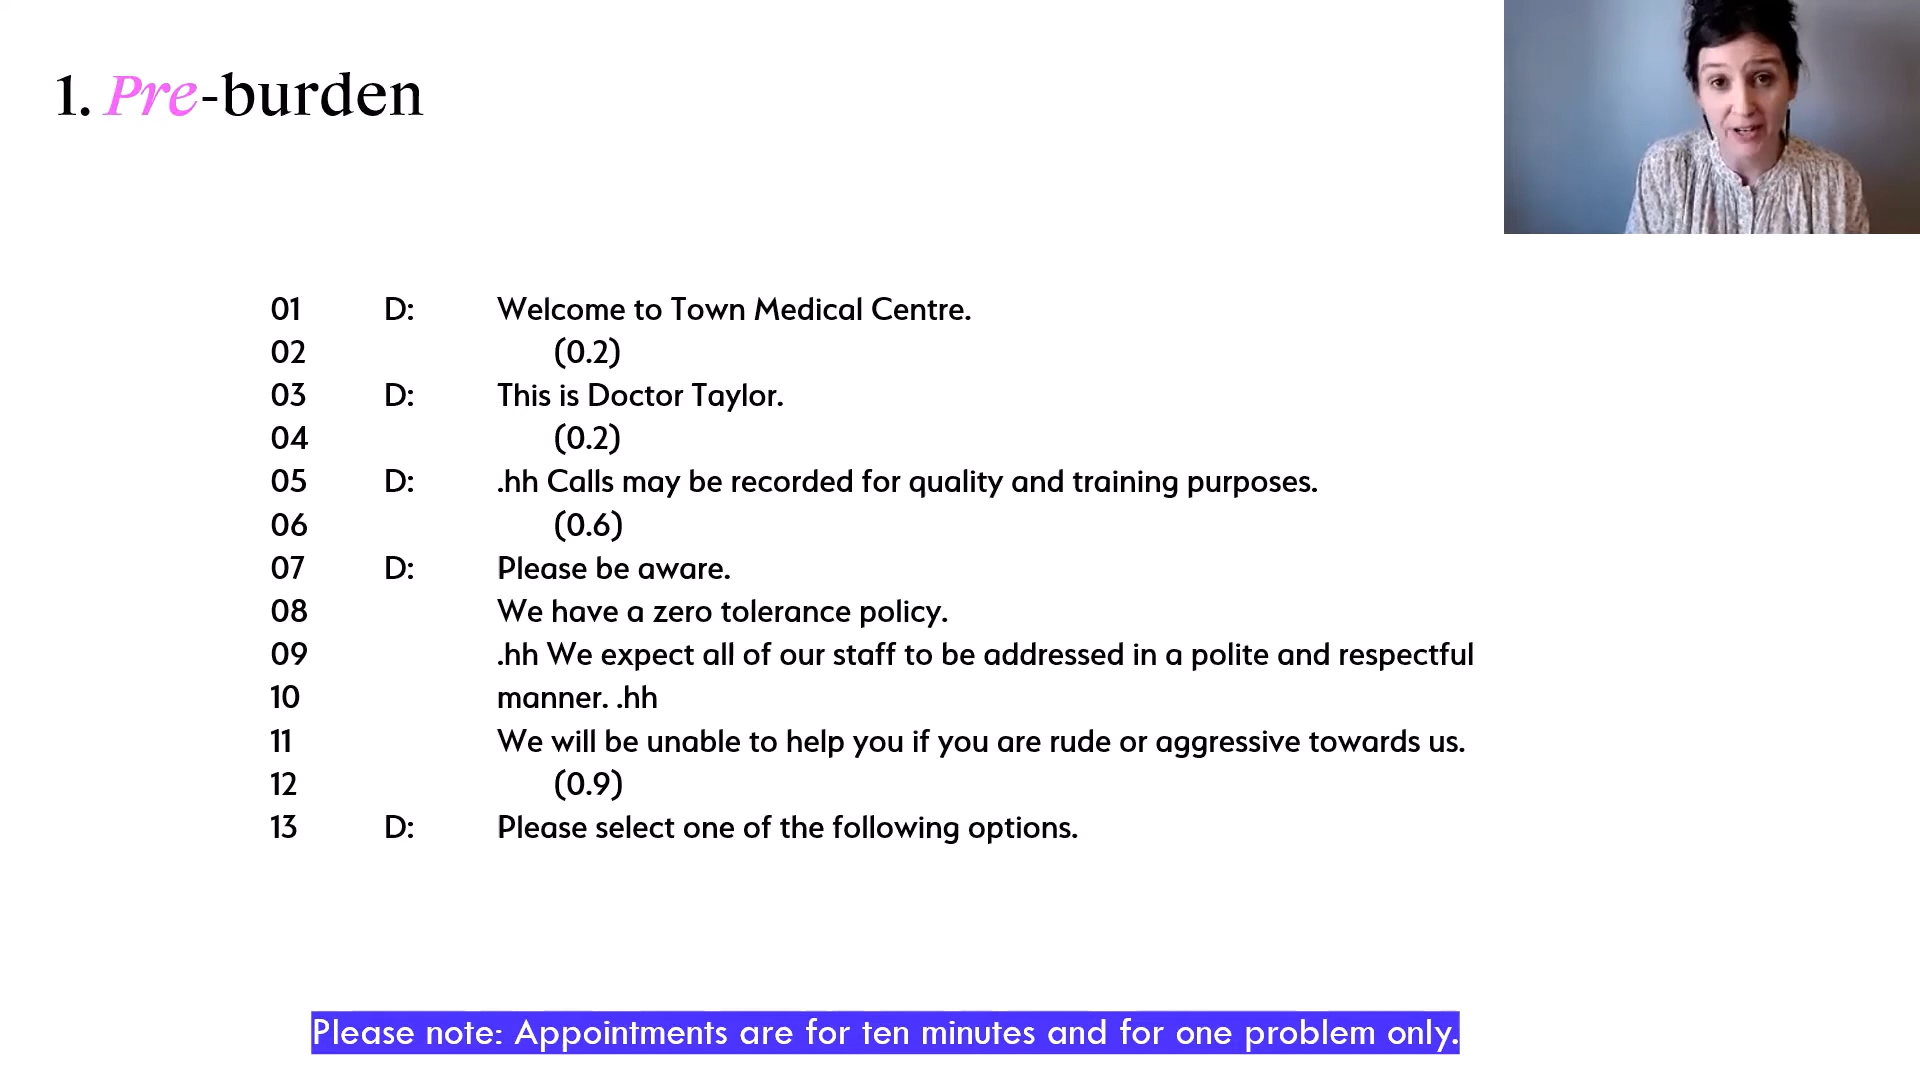 1. Pre-burden
01 D: Welcome to Town Medical Centre.
02 (0.2)
03 D: This is Doctor Taylor.
04 (0.2)
05 D: .hh Calls may be recorded for quality and training purposes.
06 (0.6)
07 D: Please be aware.
08 We have a zero tolerance policy.
09 .hh We expect all of our staff to be addressed in a polite and respectful
10 manner. .hh
11 We will be unable to help you if you are rude or aggressive towards us.
12 (0.9)
13 D: Please select one of the following options.
Please note: Appointments are for ten minutes and for one problem only.